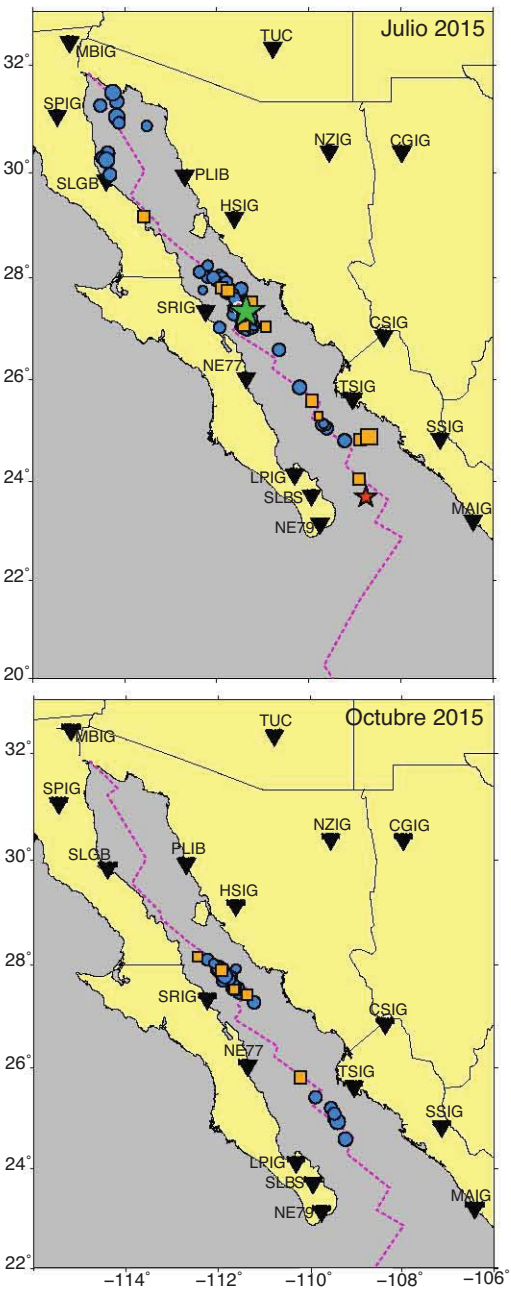 Julio 2015
TUC
MBIG
32°
SPIG
NZIG
CGIG
30°
SLGB
PLIB
HSIG
28°
SRIG
CSIG
NE77
26°
TSIG
SSIG
24°
LPIG
SLBS
MAIG
NE79
22°
20°
Octubre 2015
TUC
MBIG
32°
SPIG
NZIG
CGIG
30°
SLGB
PLIB
HSIG
28°
SRIG
CSIG
NE77
26°
TSIG
SSIG
24°
LPIG
SLBS
MAIG
NE79
22°
−114° −112° −110° −108° −106°